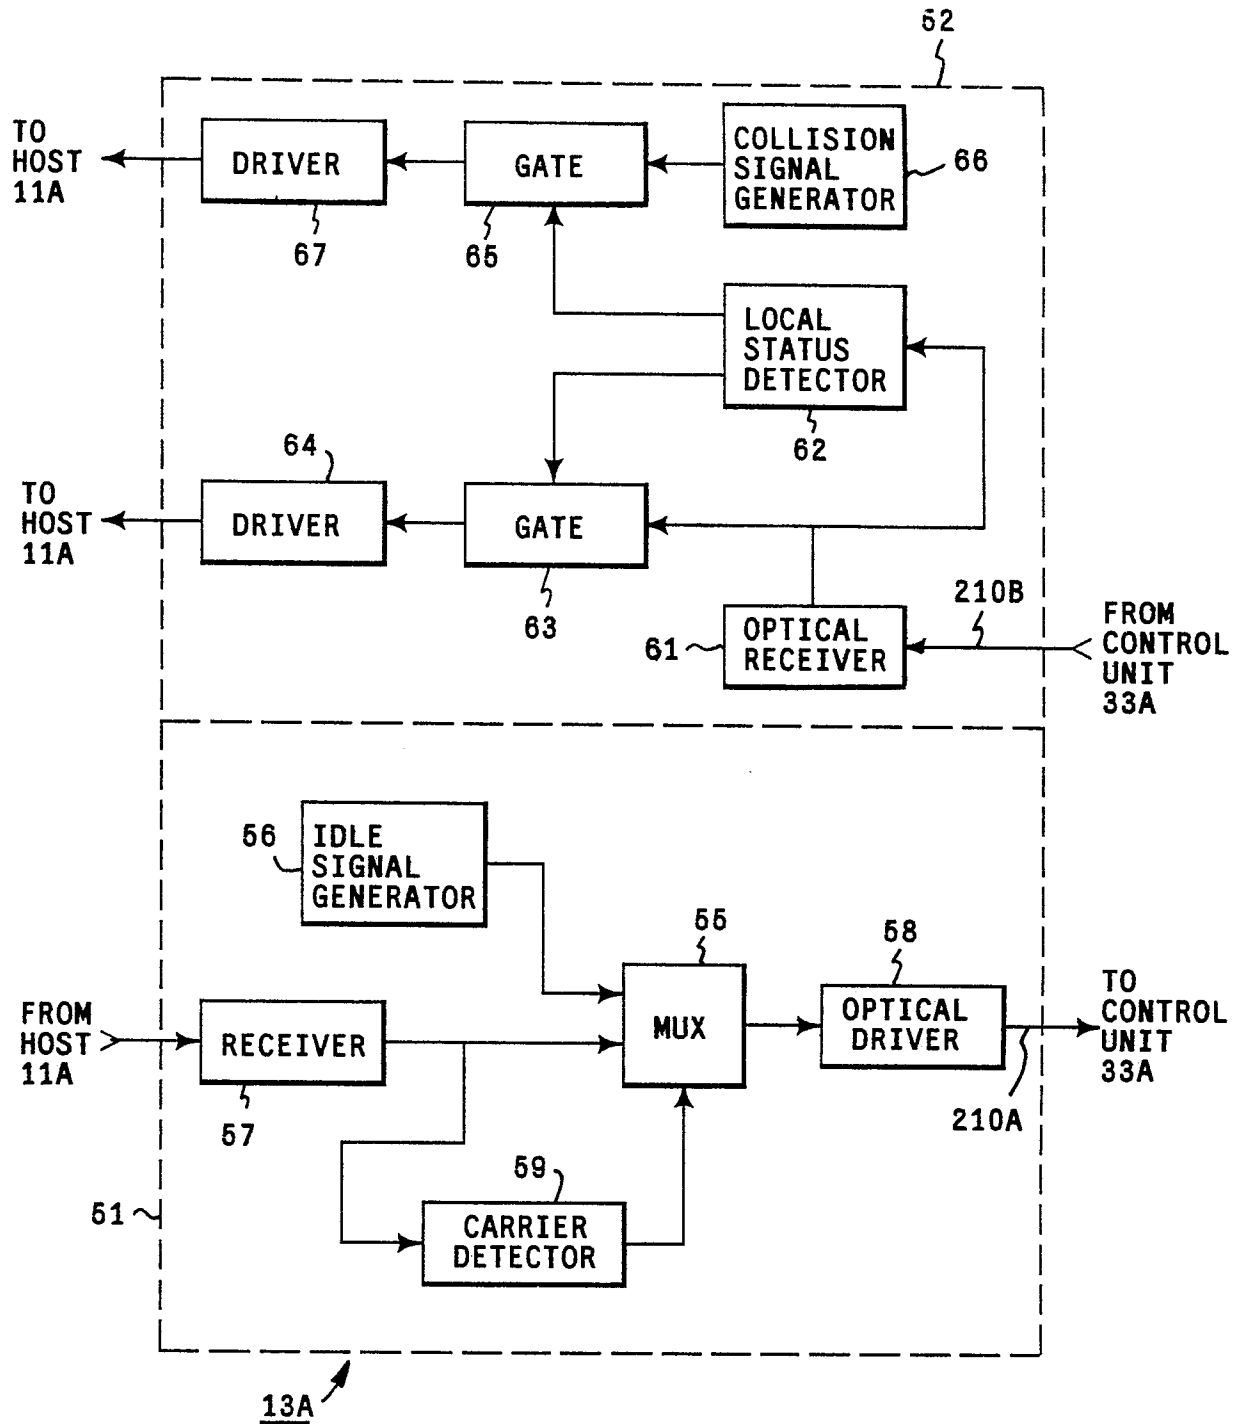 52
TO
HOST
11A
DRIVER
67
GATE
65
COLLISION
SIGNAL
GENERATOR
66
LOCAL
STATUS
DETECTOR
62
64
TO
HOST
11A
DRIVER
GATE
63
61
OPTICAL
RECEIVER
210B
FROM
CONTROL
UNIT
33A
56
IDLE
SIGNAL
GENERATOR
FROM
HOST
11A
RECEIVER
57
55
MUX
58
OPTICAL
DRIVER
TO
CONTROL
UNIT
33A
210A
59
CARRIER
DETECTOR
51
13A